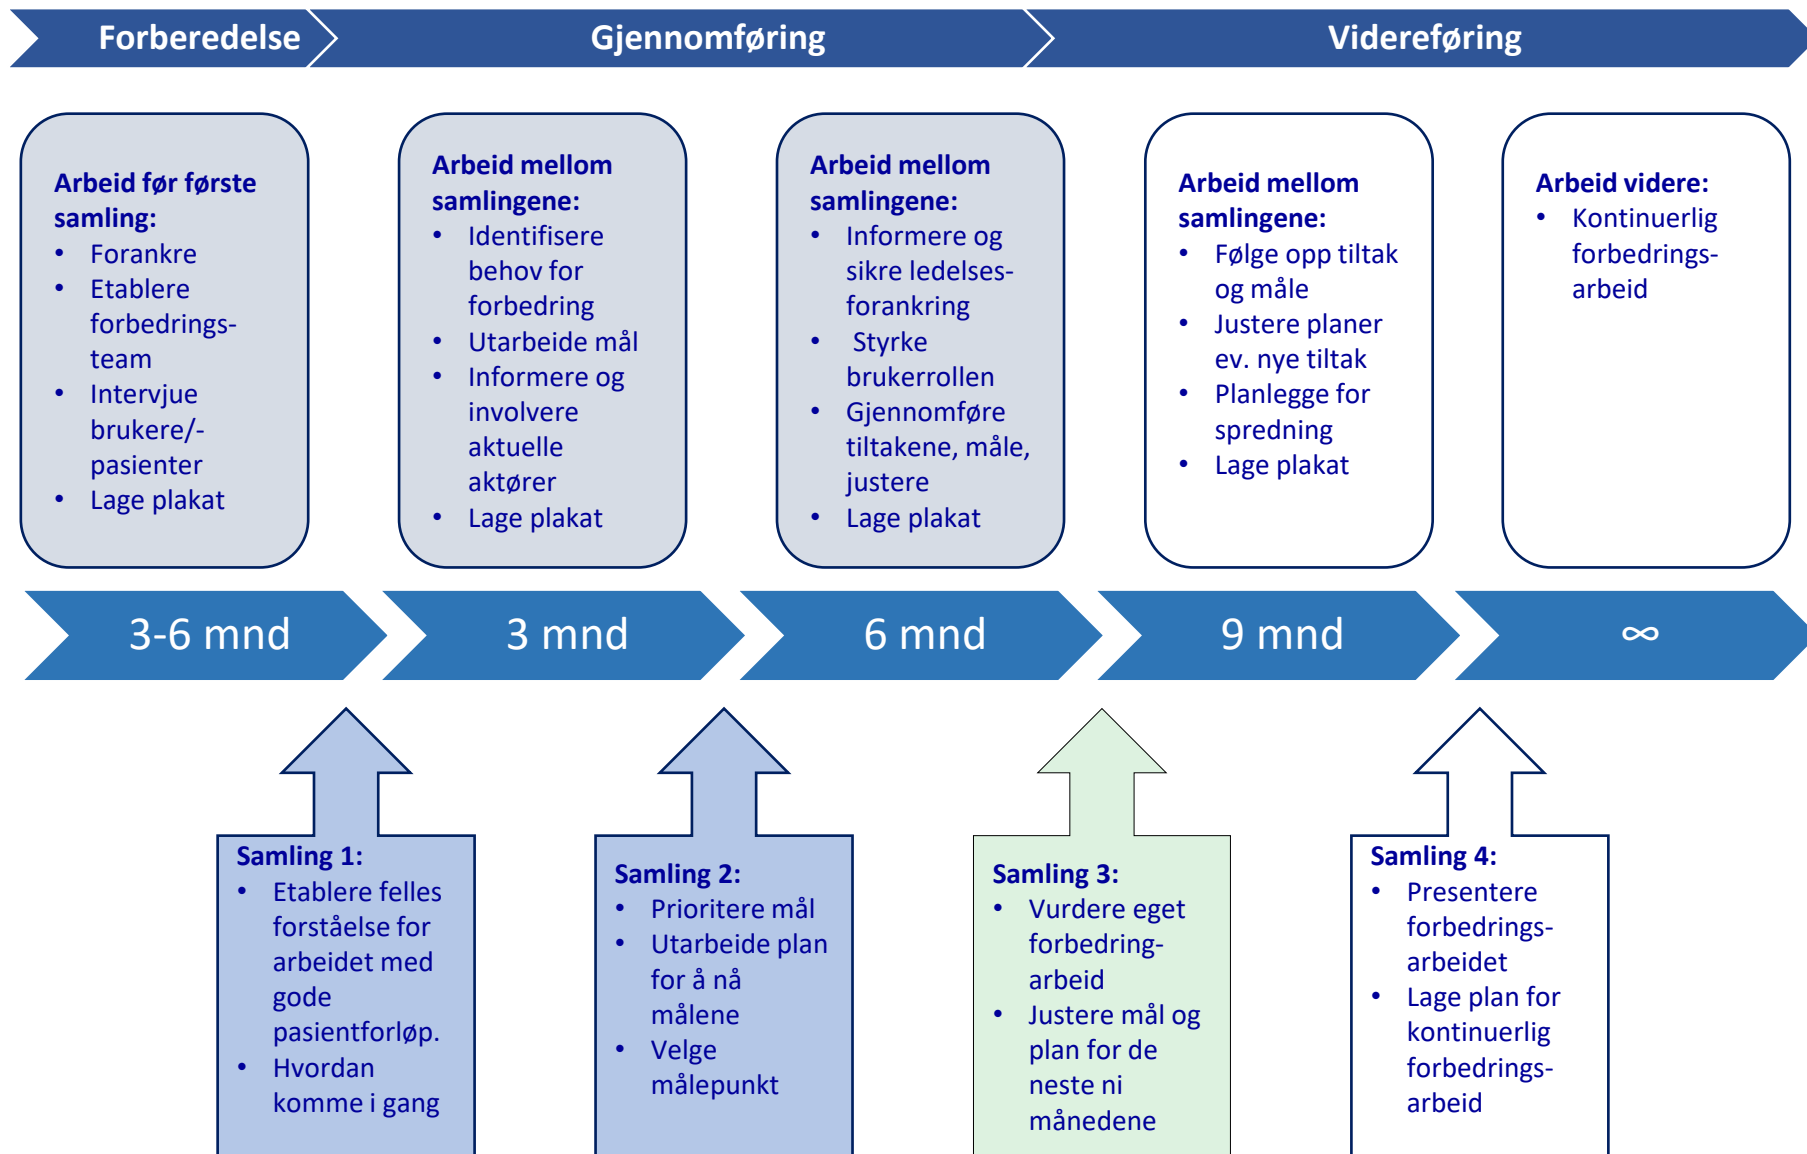 Forberedelse
Gjennomføring
Videreføring
Arbeid før første
samling:
• Forankre
• Etablere
forbedrings-
team
• Intervjue
brukere/-
pasienter
• Lage plakat
Arbeid mellom
samlingene:
• Identifisere
behov for
forbedring
• Utarbeide mål
• Informere og
involvere
aktuelle
aktører
• Lage plakat
Arbeid mellom
samlingene:
• Informere og
sikre ledelses-
forankring
• Styrke
brukerrollen
• Gjennomføre
tiltakene, måle,
justere
• Lage plakat
Arbeid mellom
samlingene:
• Følge opp tiltak
og måle
• Justere planer
ev. nye tiltak
• Planlegge for
spredning
• Lage plakat
Arbeid videre:
• Kontinuerlig
forbedrings-
arbeid
3-6 mnd
3 mnd
6 mnd
9 mnd
∞
Samling 1:
• Etablere felles
forståelse for
arbeidet med
gode
pasientforløp.
• Hvordan
komme i gang
Samling 2:
• Prioritere mål
• Utarbeide plan
for å nå
målene
• Velge
målepunkt
Samling 3:
• Vurdere eget
forbedring-
arbeid
• Justere mål og
plan for de
neste ni
månedene
Samling 4:
• Presentere
forbedrings-
arbeidet
• Lage plan for
kontinuerlig
forbedrings-
arbeid